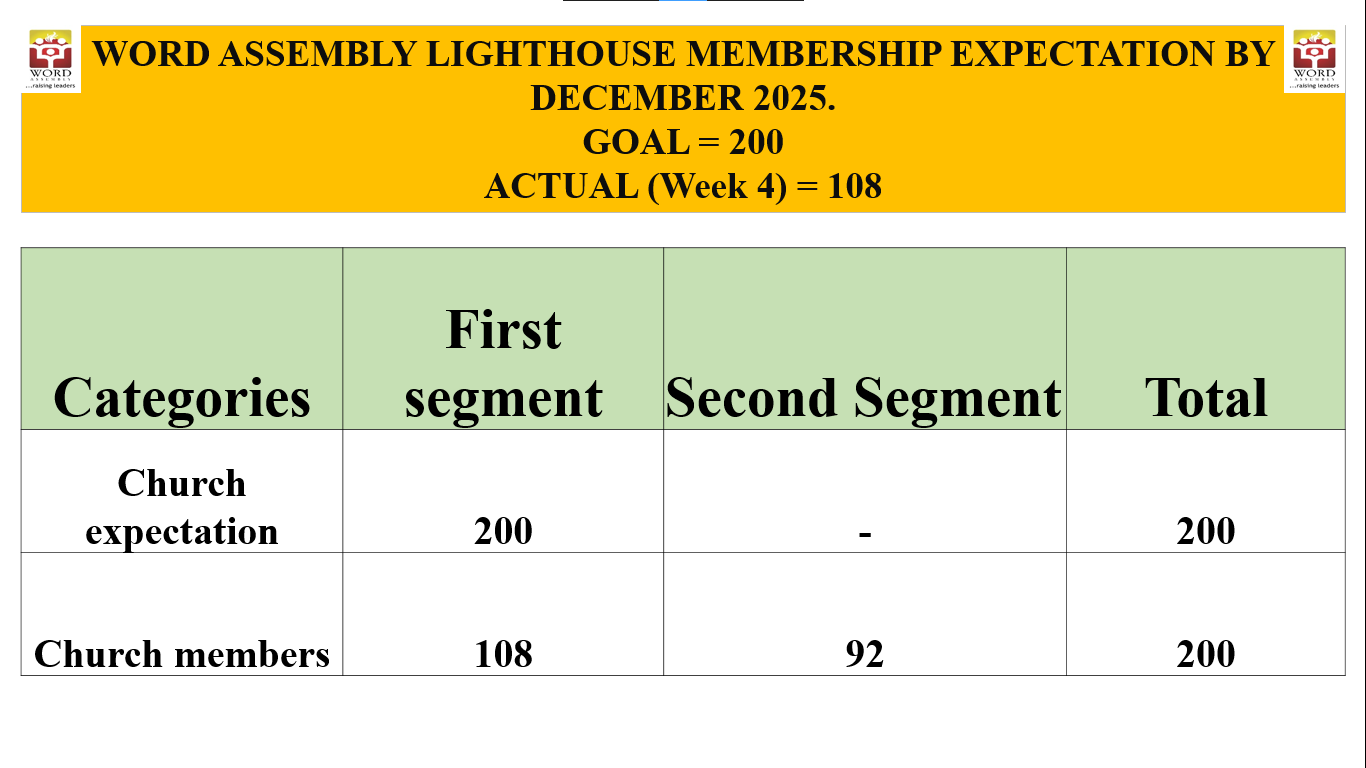 WORD
ASSEMBLY
...raising leaders
WORD ASSEMBLY LIGHTHOUSE MEMBERSHIP EXPECTATION BY
DECEMBER 2025.
GOAL = 200
ACTUAL (Week 4) = 108
WORD
ASSEMBLY
...raising leaders
Categories
First
segment
Second Segment
Total
Church
expectation
200
-
200
Church members
108
92
200